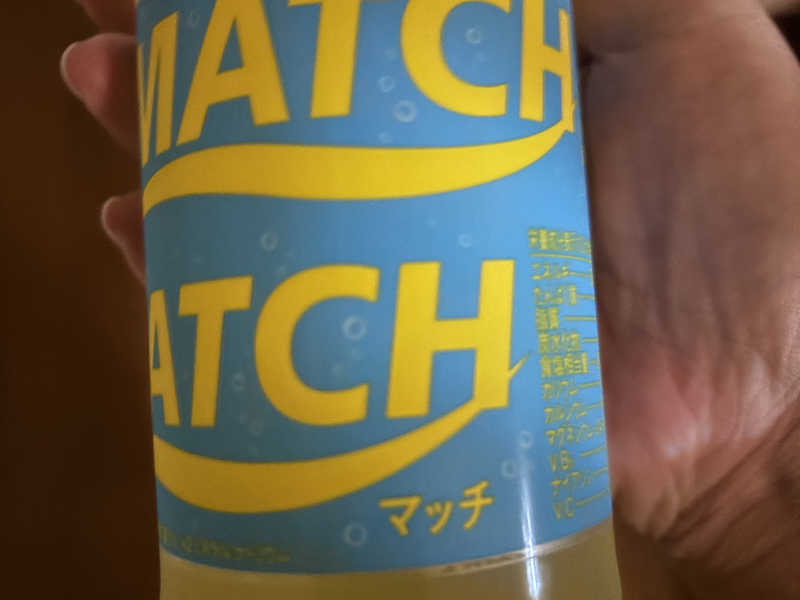 MATCH
ATCH
マッチ
エネルギー
たんぱく質
脂質
炭水化物
食塩相当量
カリウム
カルシウム
マグネシウム
V.B₆
ナイアシン
V.C